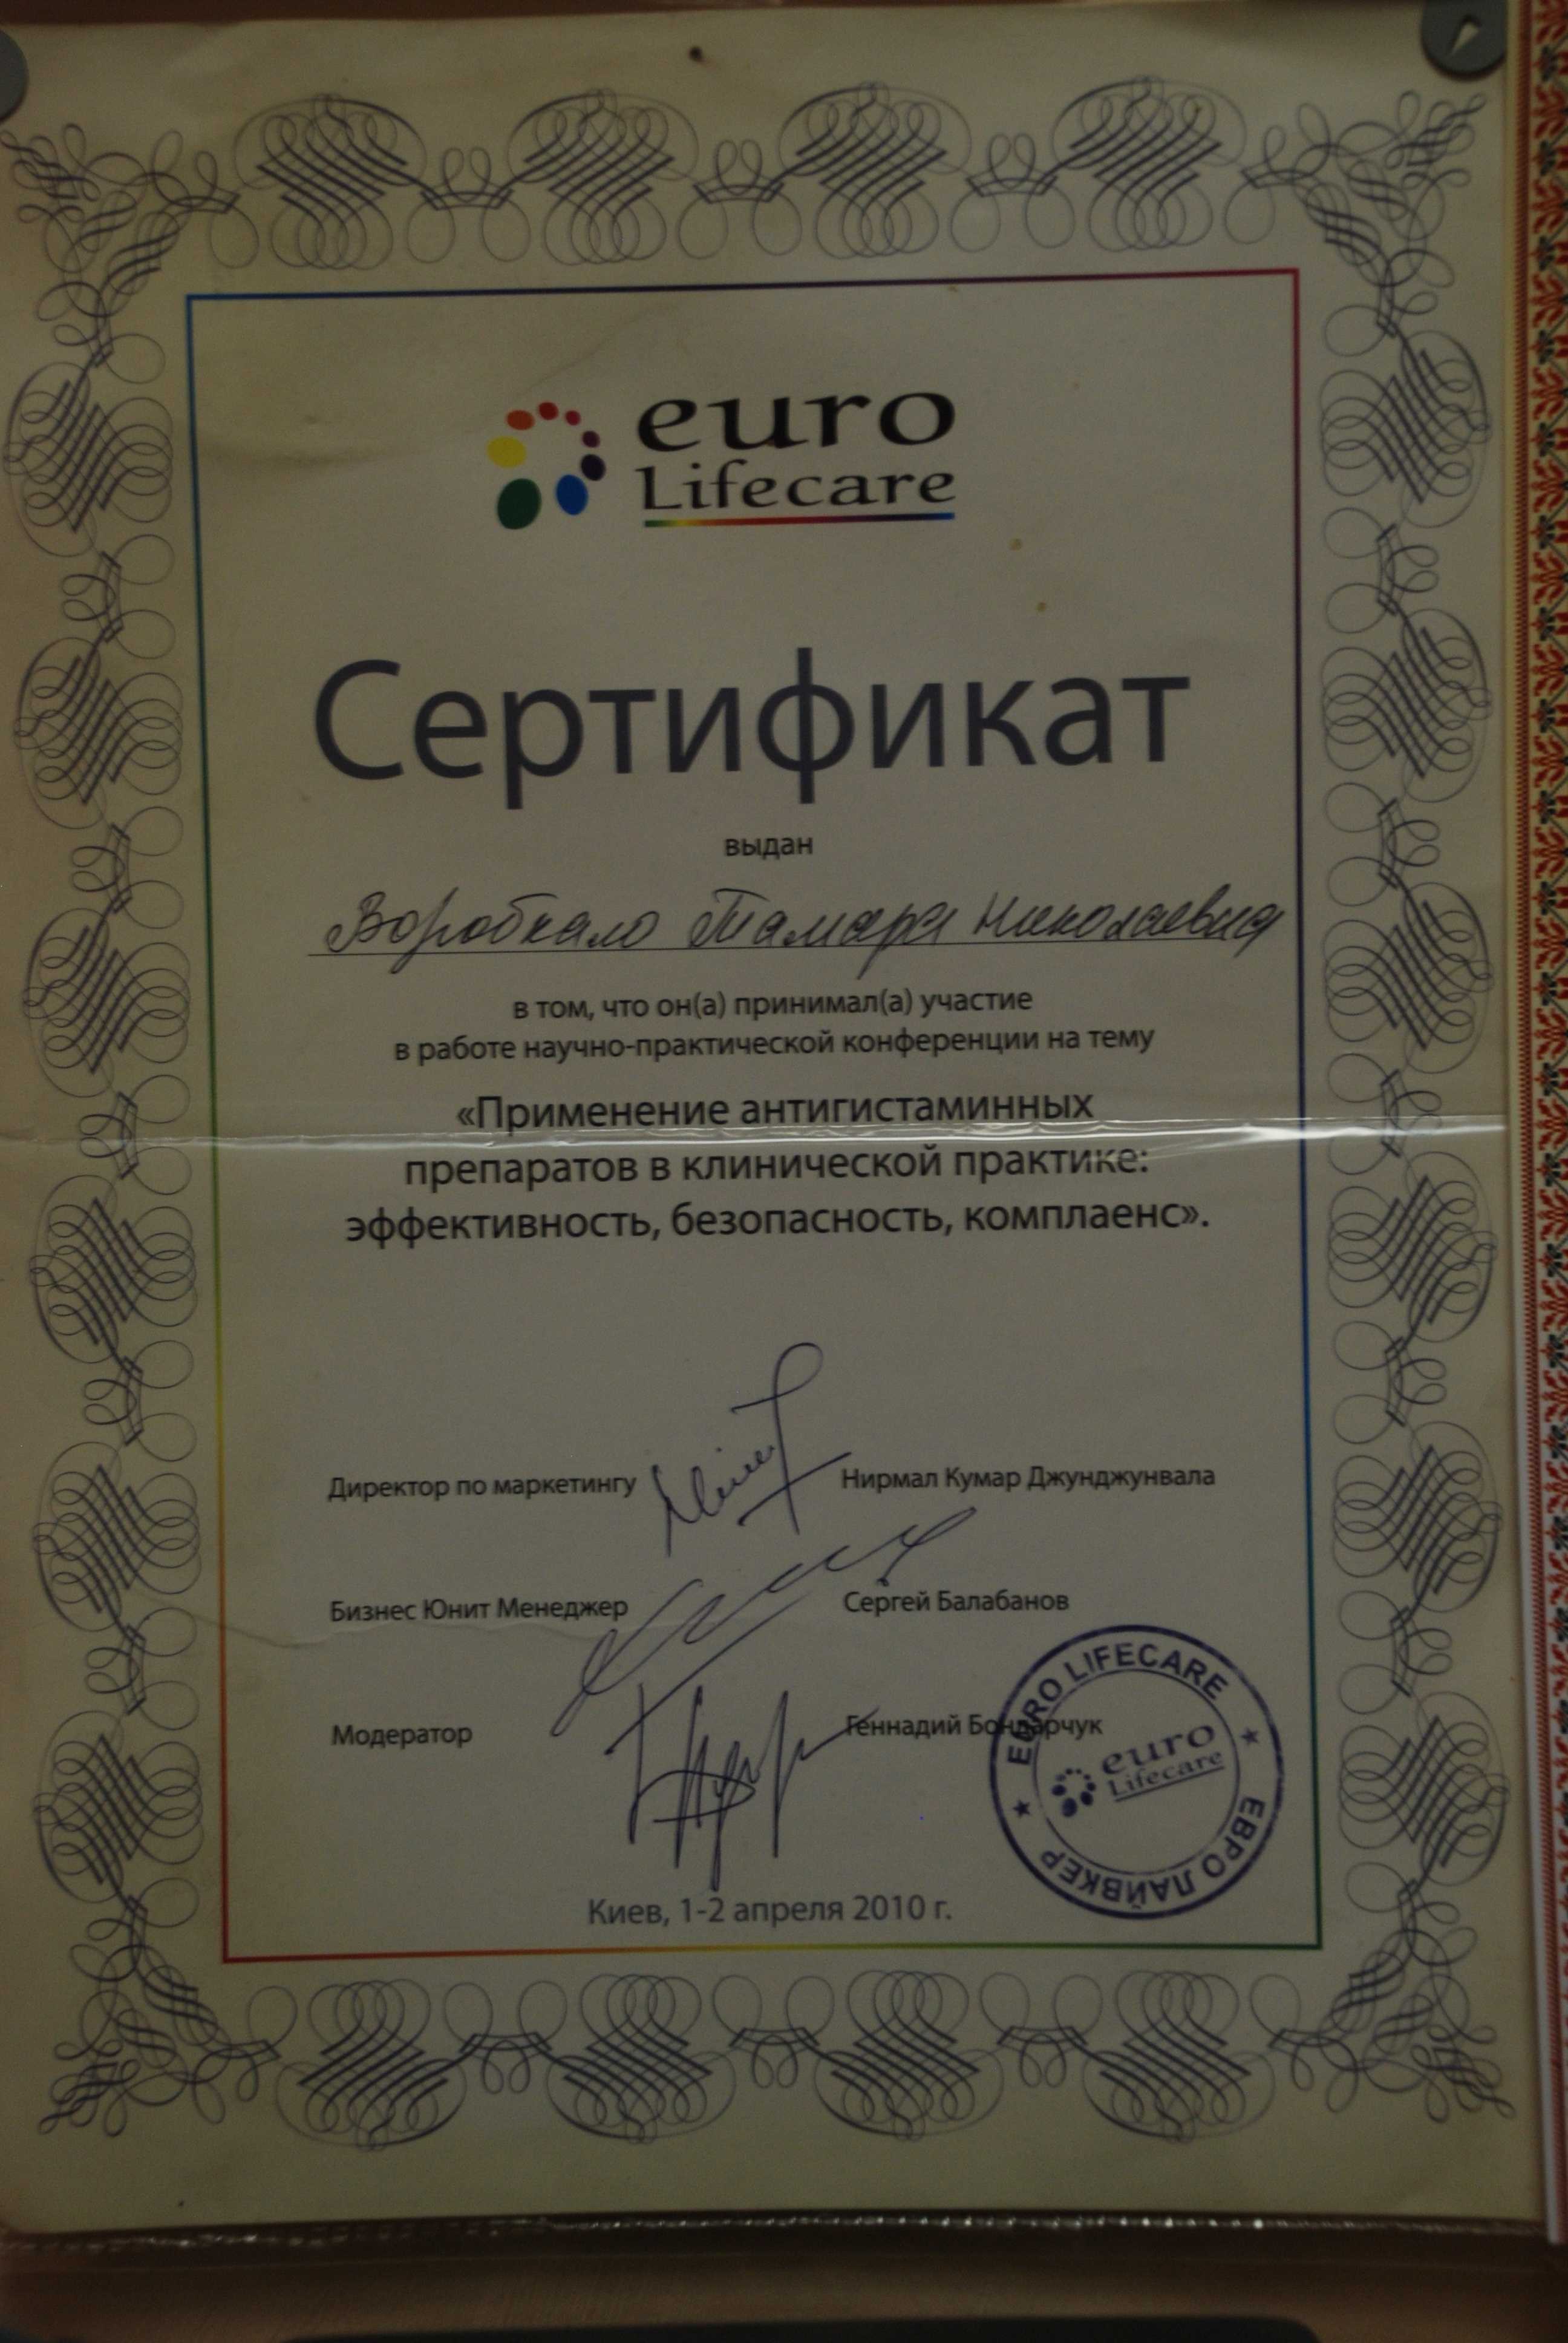 euro
Lifecare
Сертификат
выдан
Воробкало Тамара Николаевна
в том, что он(а) принимал(а) участие
в работе научно-практической конференции на тему
«Применение антигистаминных
препаратов в клинической практике:
эффективность, безопасность, комплаенс».
Директор по маркетингу Нирмал Кумар Джунджунвала
Бизнес Юнит Менеджер Сергей Балабанов
Модератор Геннадий Бондарчук
EURO LIFECARE
euro
Lifecare
ЕВРО ЛАЙВКЕР
Киев, 1-2 апреля 2010 г.